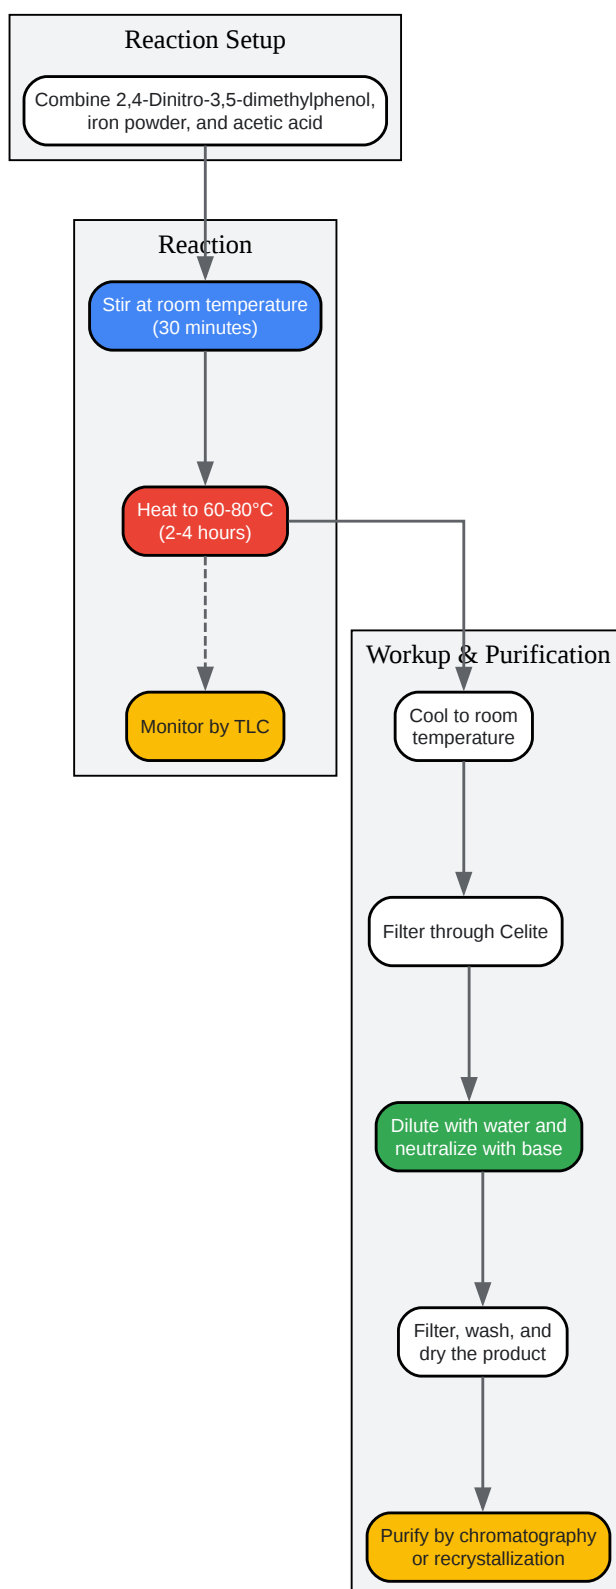 Reaction Setup
Combine 2,4-Dinitro-3,5-dimethylphenol,
iron powder, and acetic acid
Reaction
Stir at room temperature
(30 minutes)
Heat to 60-80°C
(2-4 hours)
Monitor by TLC
Workup & Purification
Cool to room
temperature
Filter through Celite
Dilute with water and
neutralize with base
Filter, wash, and
dry the product
Purify by chromatography
or recrystallization